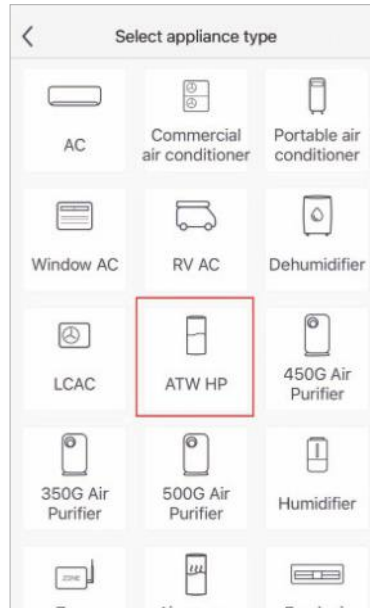 Select appliance type
AC
Commercial
air conditioner
Portable air
conditioner
Window AC
RV AC
Dehumidifier
LCAC
ATW HP
450G Air
Purifier
350G Air
Purifier
500G Air
Purifier
Humidifier
ZONE